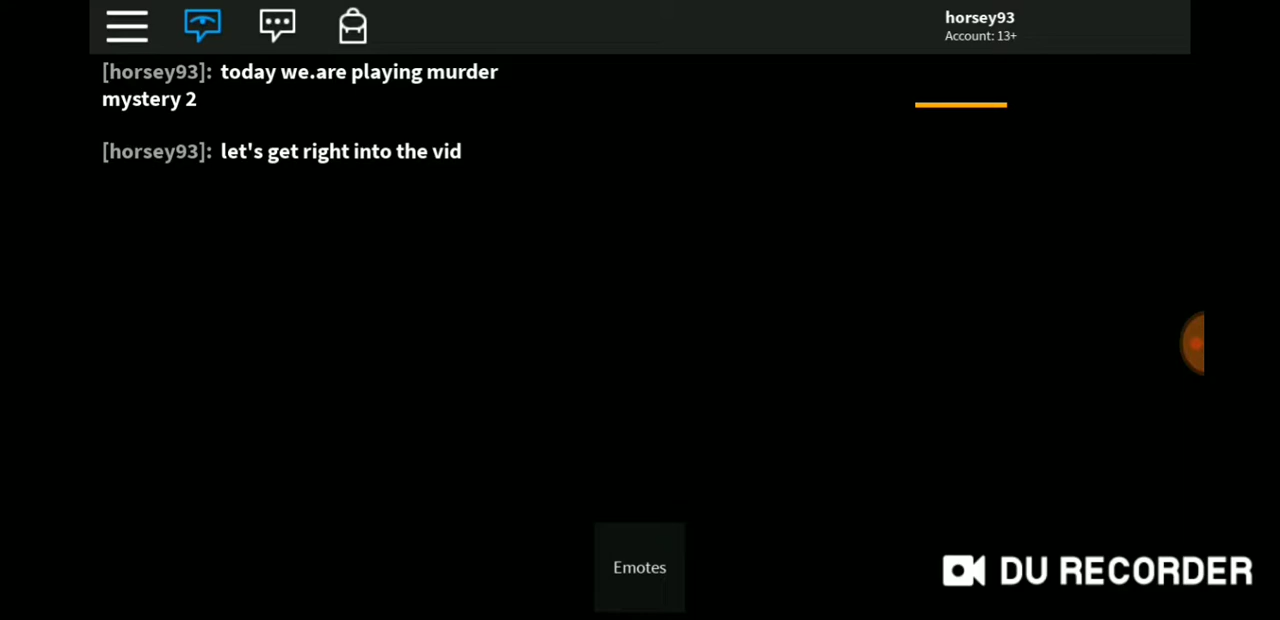 horsey93
Account: 13+
[horsey93]: today we.are playing murder
mystery 2
[horsey93]: let's get right into the vid
Emotes
DU RECORDER